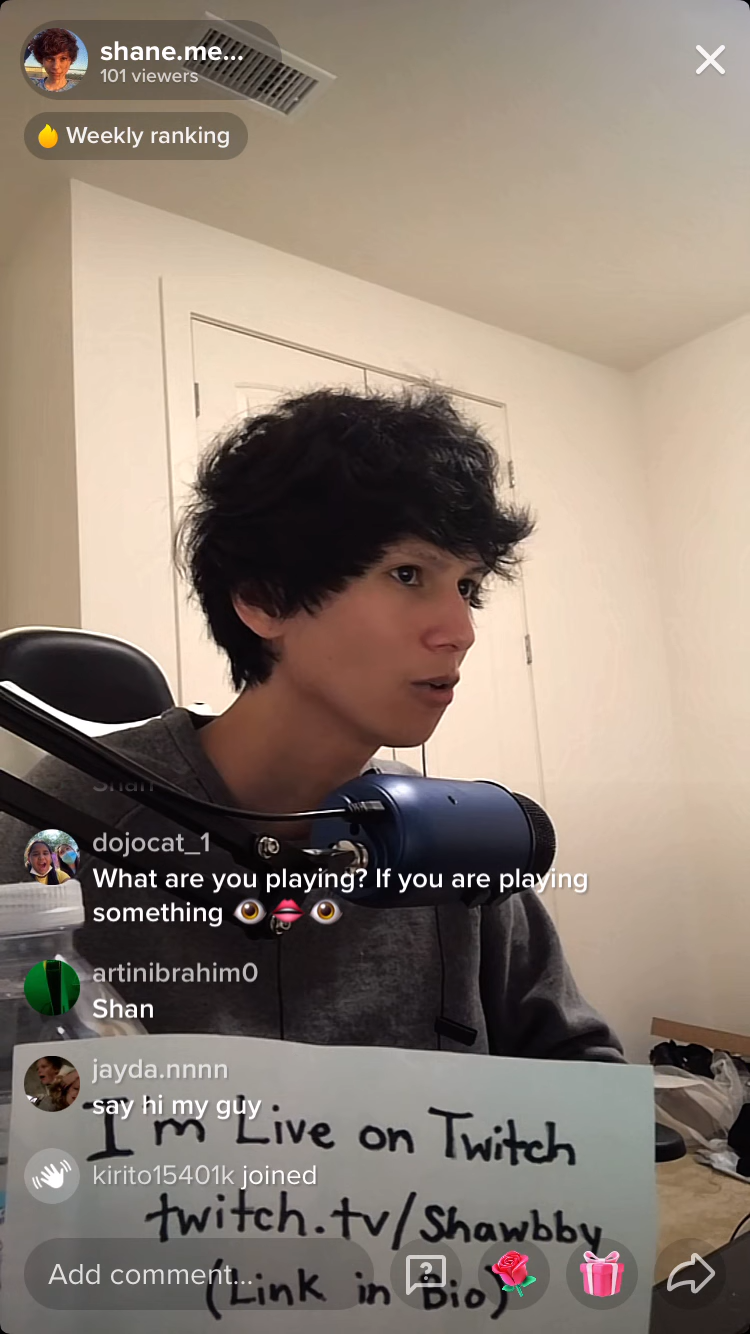 shane.me...
101 viewers
Weekly ranking
Shan
dojocat_1
What are you playing? If you are playing
something 👁️👄👁️
artinibrahim0
Shan
jayda.nnnn
say hi my guy
I'm Live on Twitch
kirito15401k joined
twitch.tv/Shawbby
Add comment...
(Link in Bio)